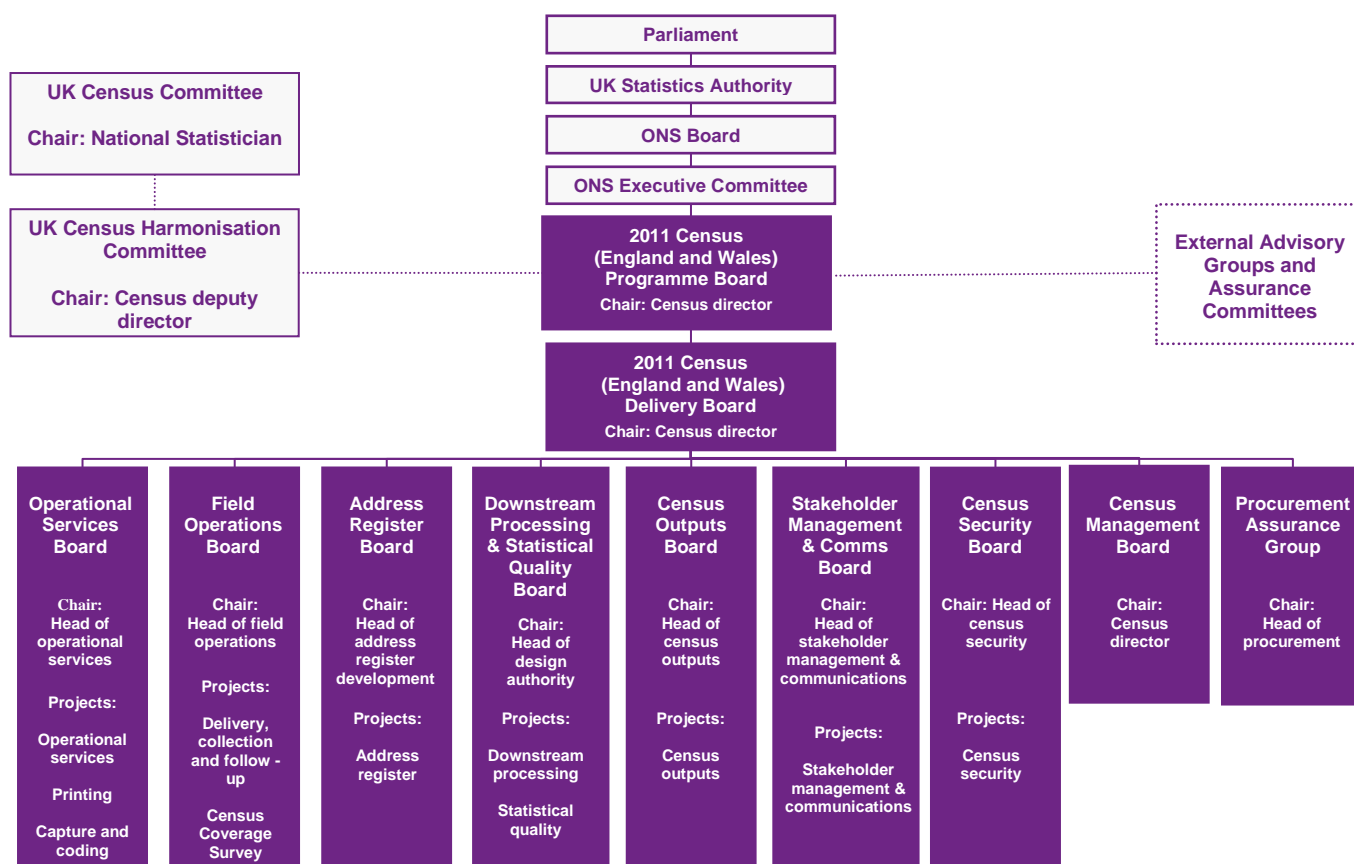 Parliament
UK Statistics Authority
ONS Board
ONS Executive Committee
UK Census Committee
Chair: National Statistician
UK Census Harmonisation
Committee
Chair: Census deputy
director
2011 Census
(England and Wales)
Programme Board
Chair: Census director
External Advisory
Groups and
Assurance
Committees
2011 Census
(England and Wales)
Delivery Board
Chair: Census director
Operational
Services
Board
Chair:
Head of
operational
services
Projects:
Operational
services
Printing
Capture and
coding
Field
Operations
Board
Chair:
Head of field
operations
Projects:
Delivery,
collection
and follow -
up
Census
Coverage
Survey
Address
Register
Board
Chair:
Head of
address
register
development
Projects:
Address
register
Downstream
Processing
& Statistical
Quality
Board
Chair:
Head of
design
authority
Projects:
Downstream
processing
Statistical
quality
Census
Outputs
Board
Chair:
Head of
census
outputs
Projects:
Census
outputs
Stakeholder
Management
& Comms
Board
Chair:
Head of
stakeholder
management &
communications
Projects:
Stakeholder
management &
communications
Census
Security
Board
Chair: Head of
census
security
Projects:
Census
security
Census
Management
Board
Chair:
Census
director
Procurement
Assurance
Group
Chair:
Head of
procurement